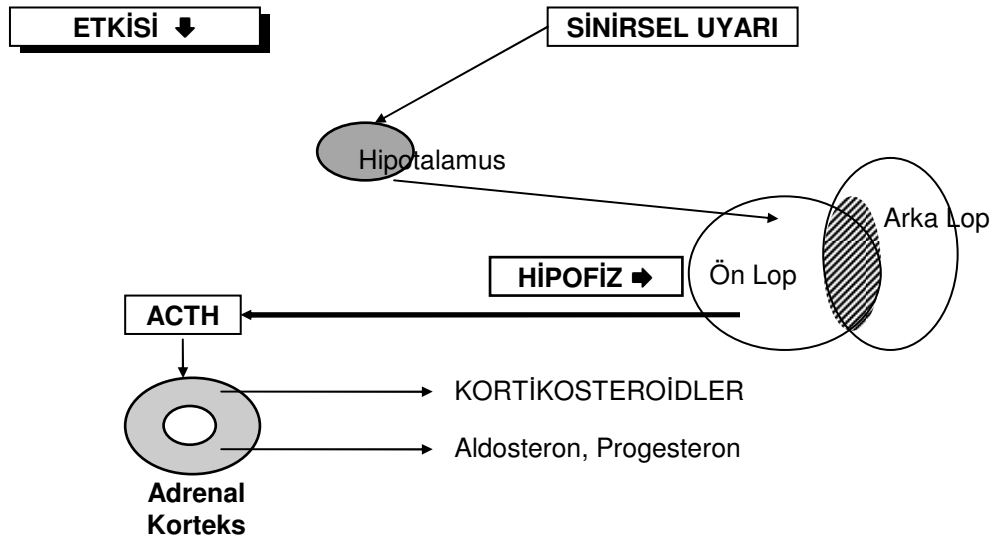 ETKİSİ 🡇
SİNİRSEL UYARI
Hipotalamus
Arka Lop
HİPOFİZ 🡆
Ön Lop
ACTH
KORTİKOSTEROİDLER
Aldosteron, Progesteron
Adrenal
Korteks